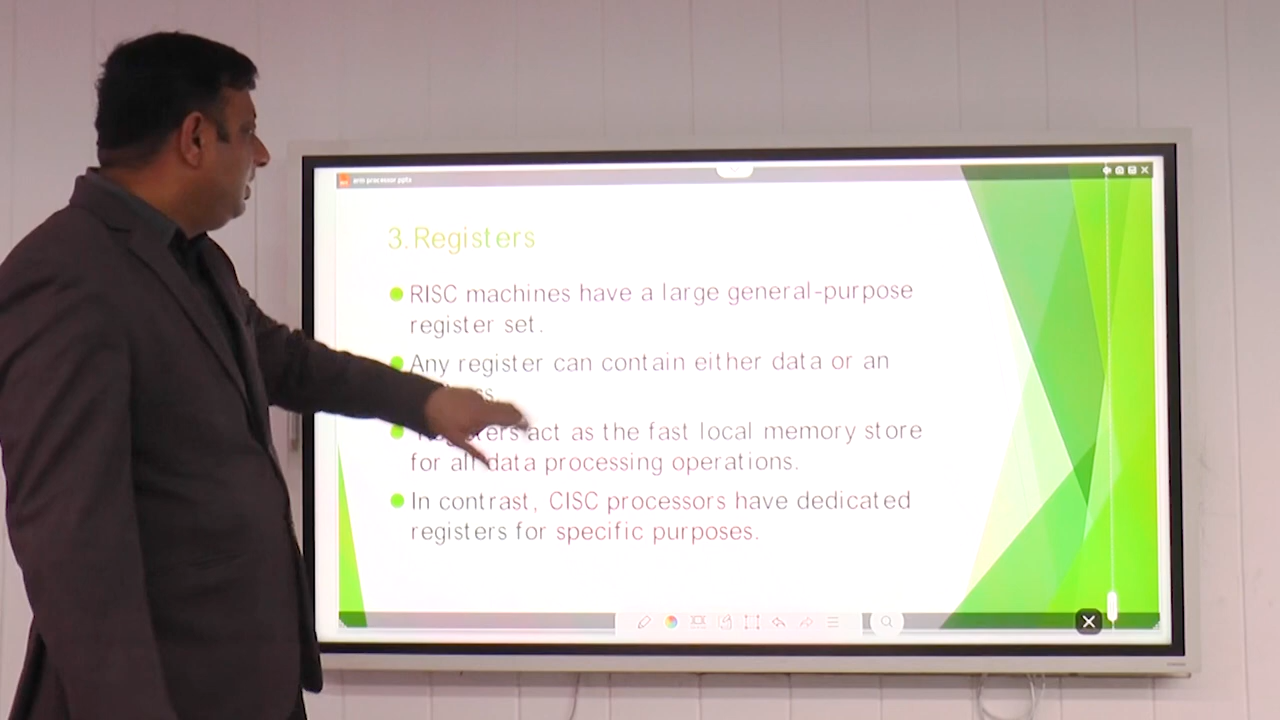 arm processor.pptx
3.Registers
RISC machines have a large general-purpose
register set.
Any register can contain either data or an
act as the fast local memory store
for all data processing operations.
In contrast, CISC processors have dedicated
registers for specific purposes.